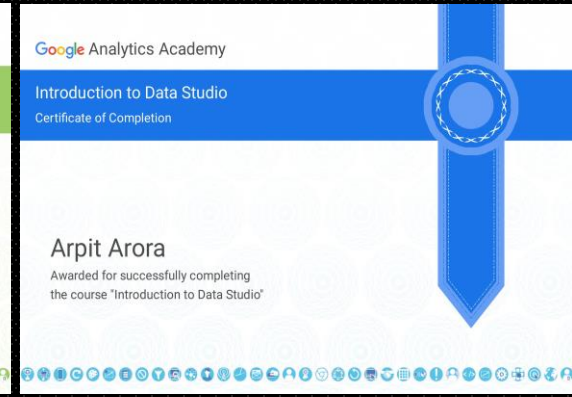 Google Analytics Academy
Introduction to Data Studio
Certificate of Completion
Arpit Arora
Awarded for successfully completing
the course "Introduction to Data Studio"